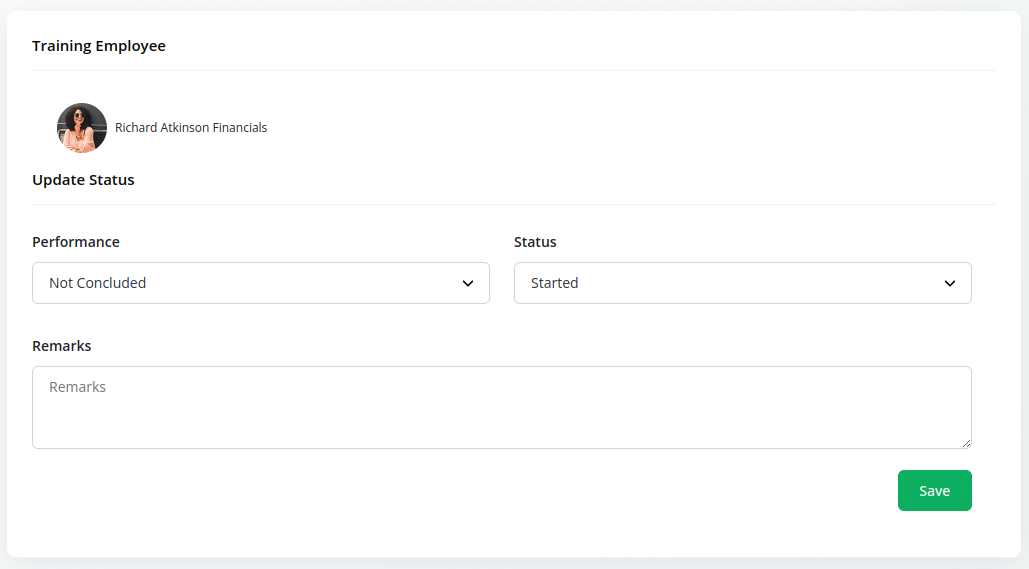 Training Employee
Richard Atkinson Financials
Update Status
Performance
Status
Not Concluded
Started
Remarks
Remarks
Save